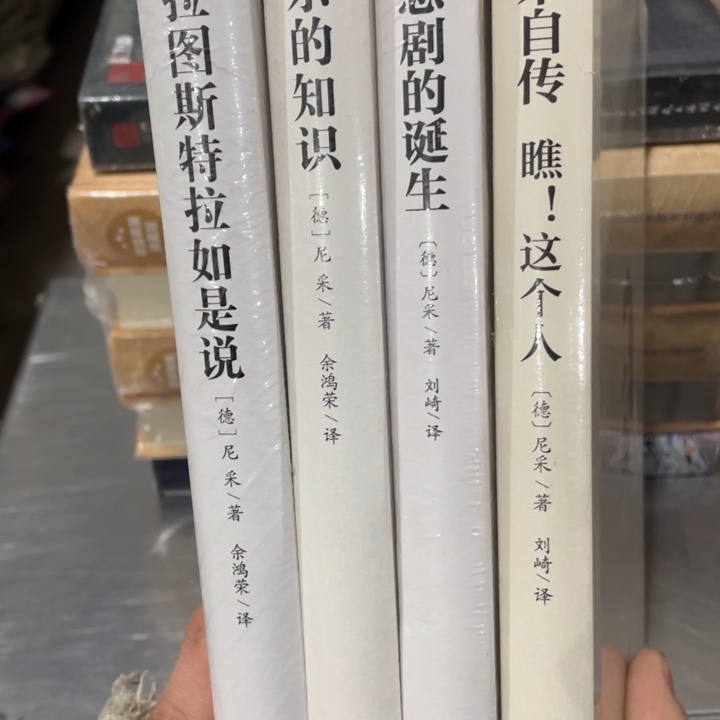 拉图斯特拉如是说
[德]尼采/著
余鸿荣/译
的知识
[德]尼采/著
余鸿荣/译
悲剧的诞生
[德]尼采/著
刘崎/译
自传 瞧！这个人
[德]尼采/著
刘崎/译